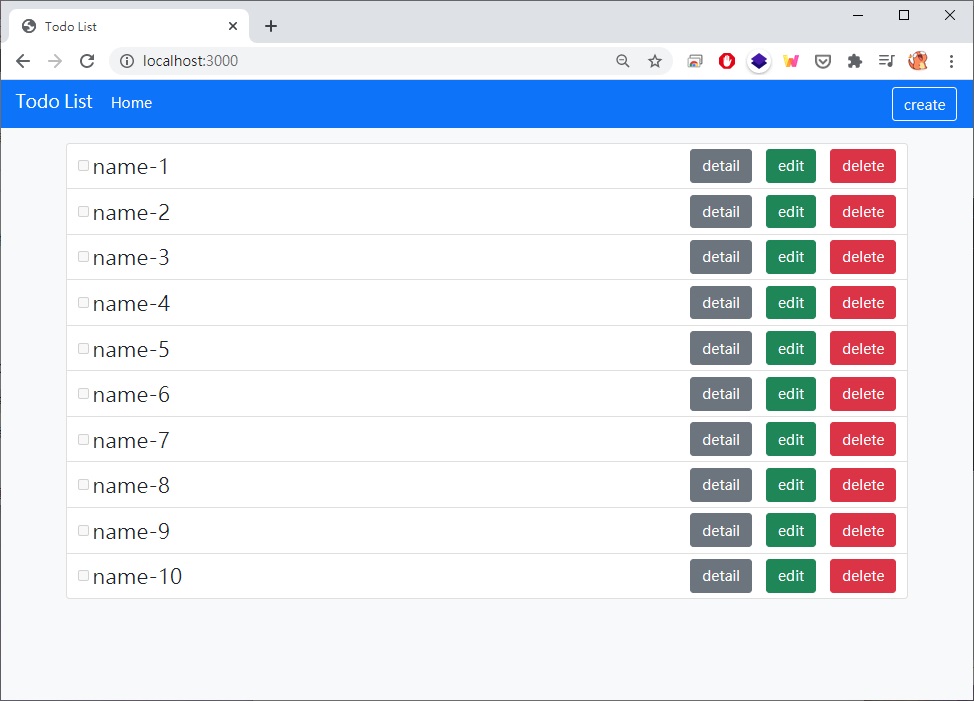 Todo List
localhost:3000
Todo List Home create
name-1 detail edit delete
name-2 detail edit delete
name-3 detail edit delete
name-4 detail edit delete
name-5 detail edit delete
name-6 detail edit delete
name-7 detail edit delete
name-8 detail edit delete
name-9 detail edit delete
name-10 detail edit delete